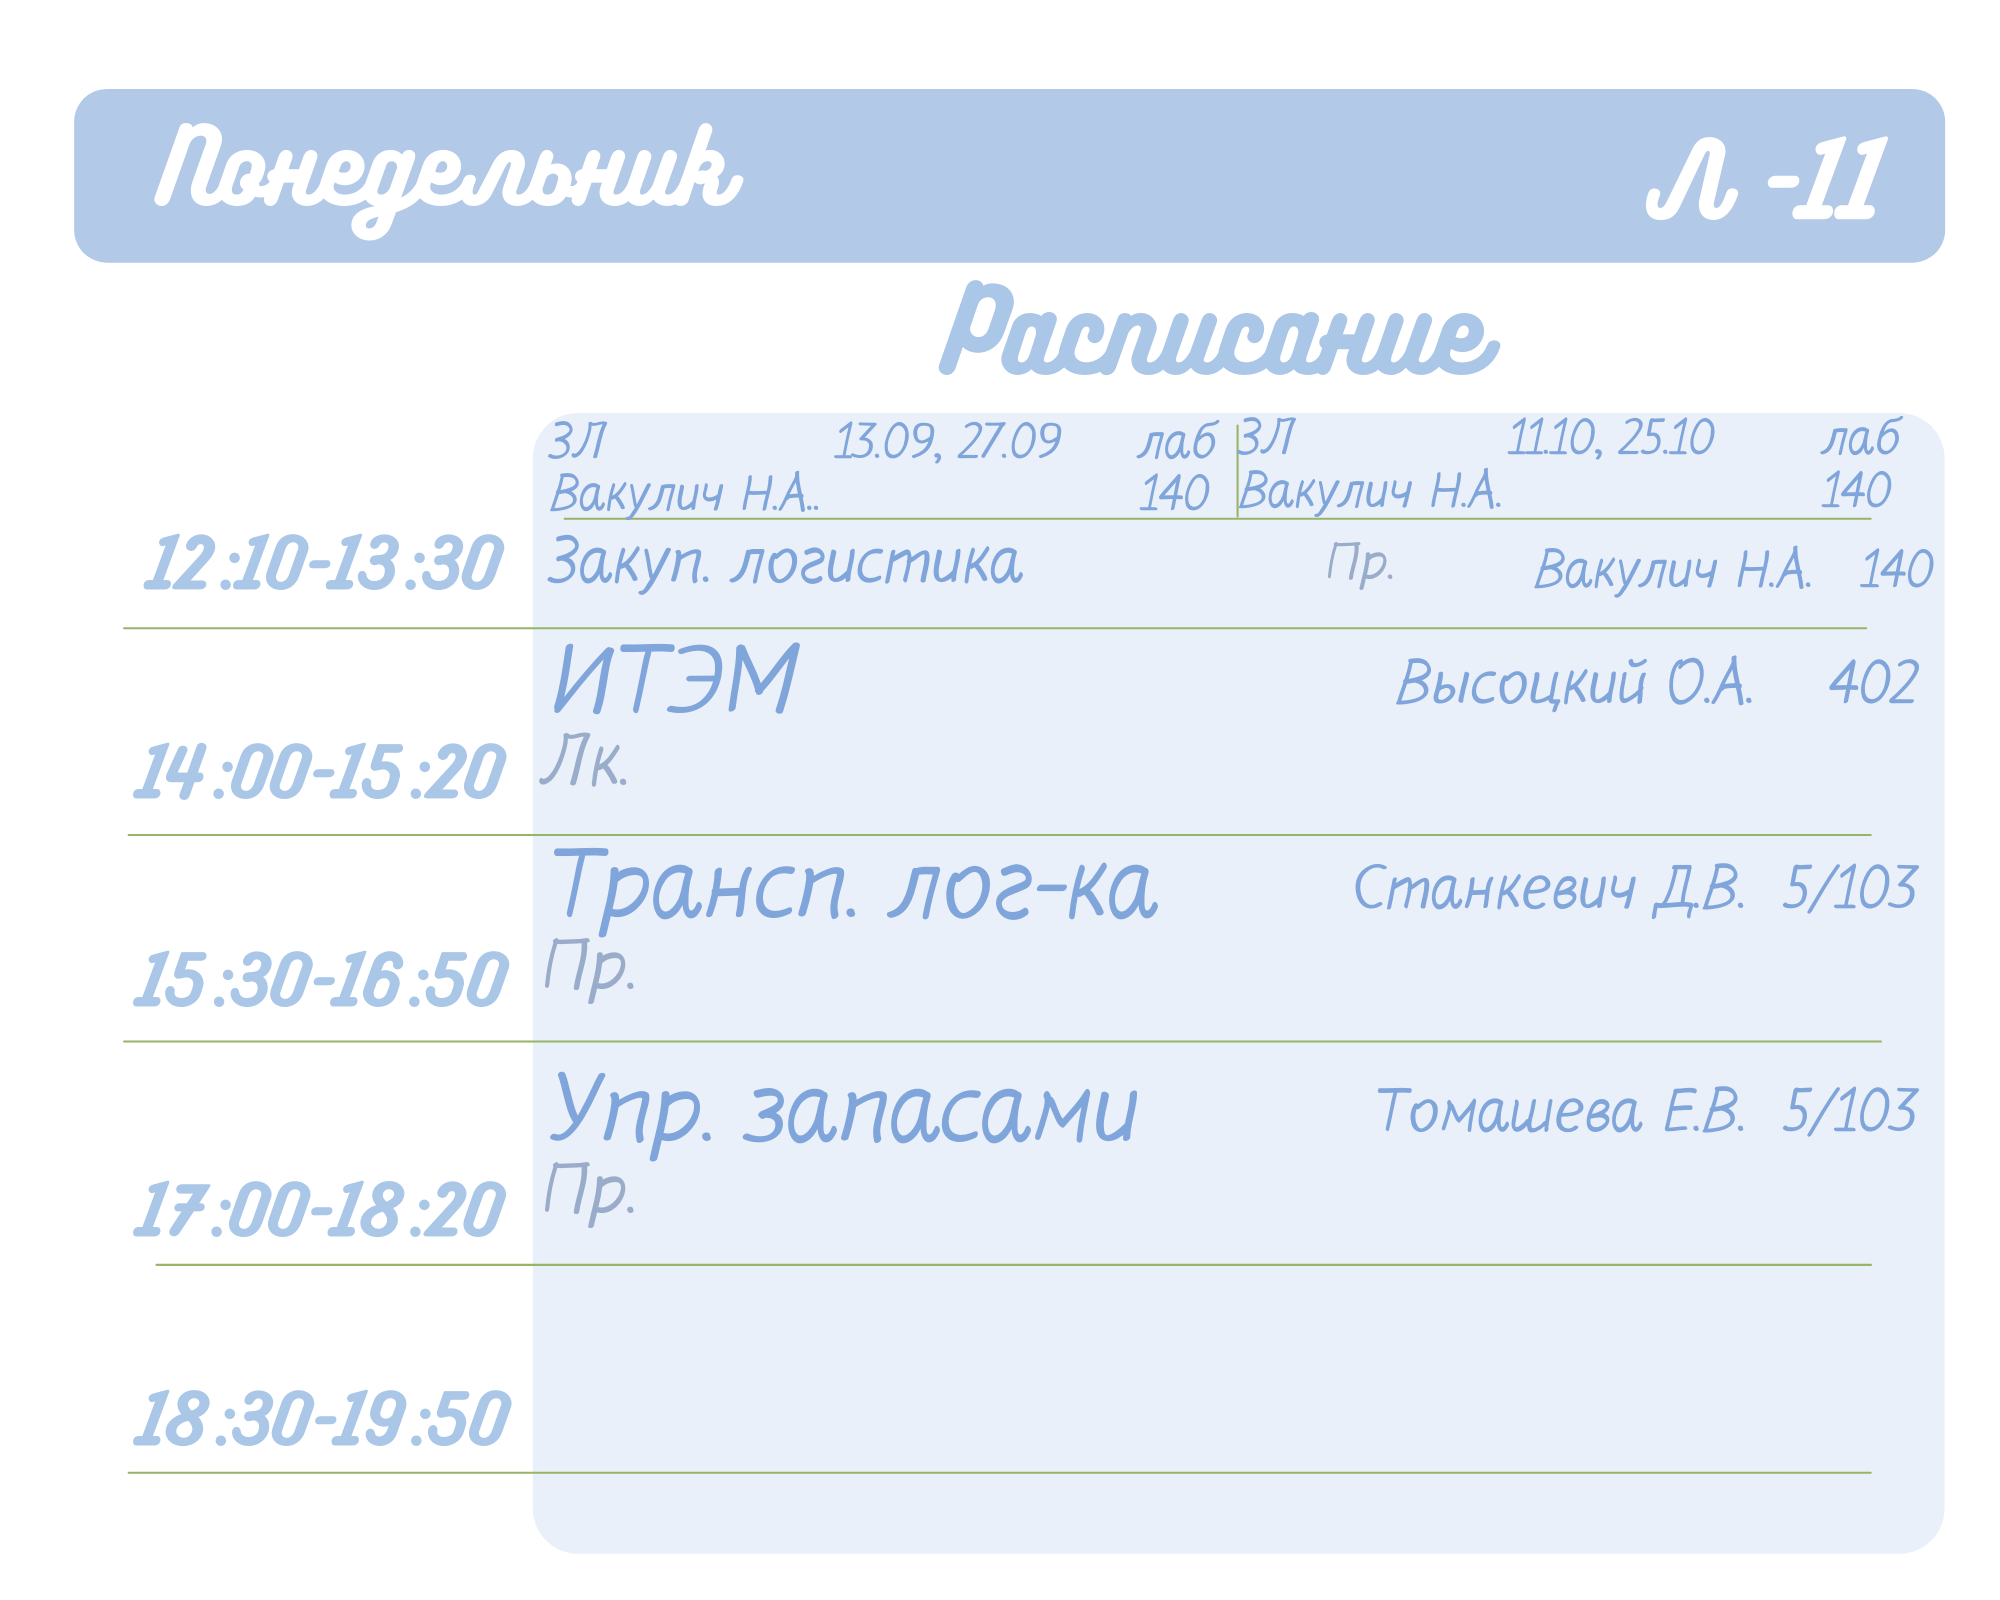 Понедельник Л -11
Расписание
ЗЛ 13.09, 27.09 лаб ЗЛ 11.10, 25.10 лаб
Вакулич Н.А.. 140 Вакулич Н.А. 140
12:10-13:30 Закуп. логистика Пр. Вакулич Н.А. 140
ИТЭМ Высоцкий О.А. 402
14:00-15:20 Лк.
Трансп. лог-ка Станкевич Д.В. 5/103
15:30-16:50 Пр.
Упр. запасами Томашева Е.В. 5/103
17:00-18:20 Пр.
18:30-19:50